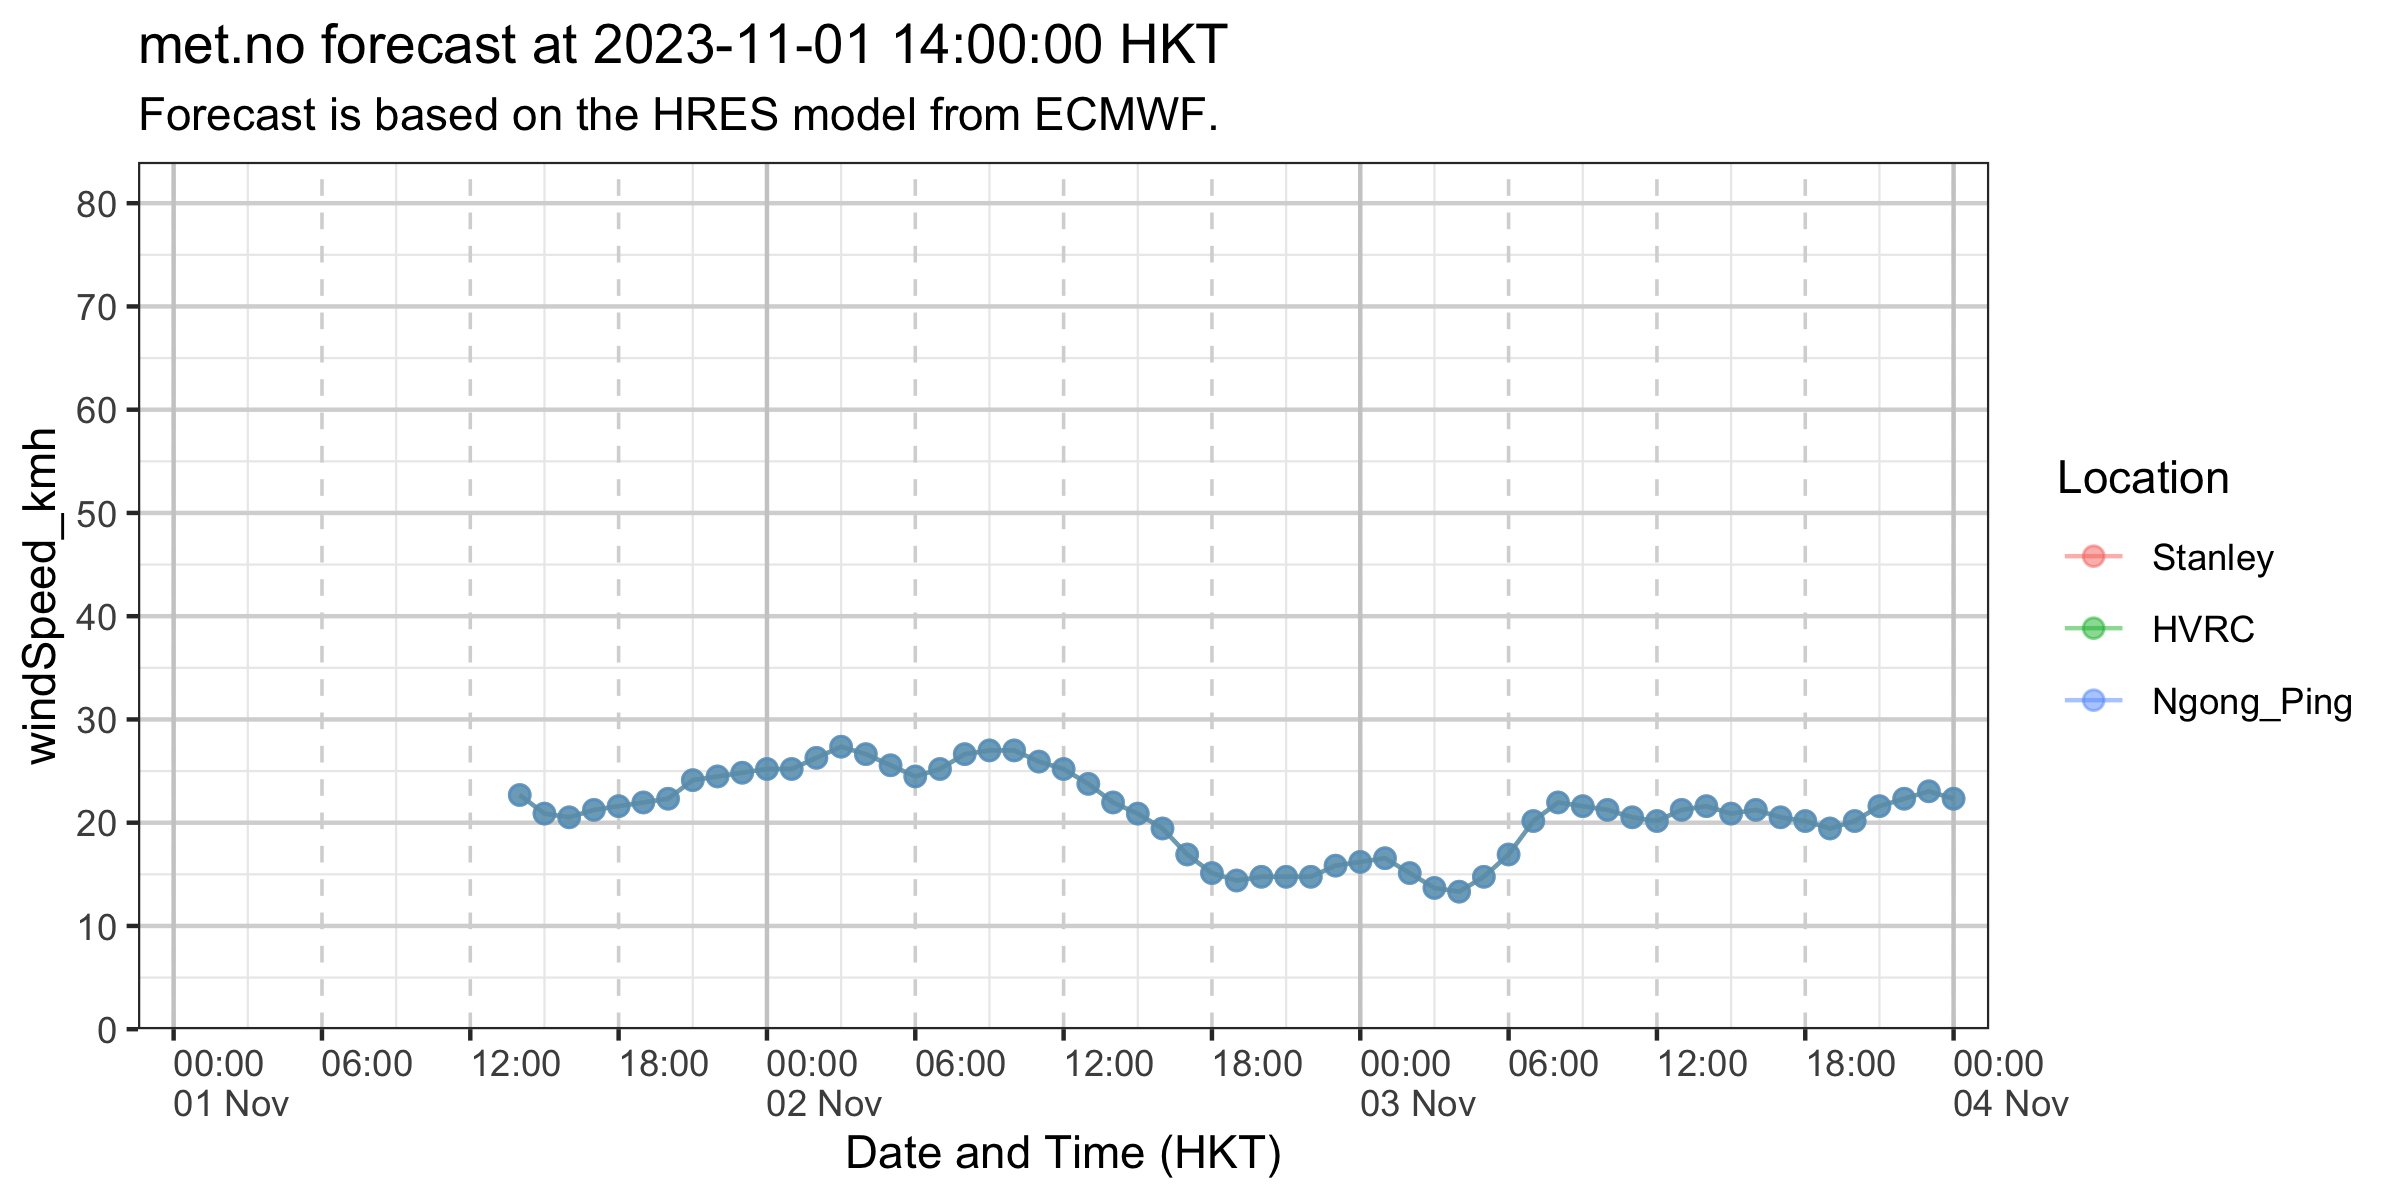 met.no forecast at 2023-11-01 14:00:00 HKT
Forecast is based on the HRES model from ECMWF.
windSpeed_kmh
80
70
60
50
40
30
20
10
0
00:00 06:00 12:00 18:00 00:00 06:00 12:00 18:00 00:00 06:00 12:00 18:00 00:00
01 Nov 02 Nov 03 Nov 04 Nov
Date and Time (HKT)
Location
Stanley
HVRC
Ngong_Ping